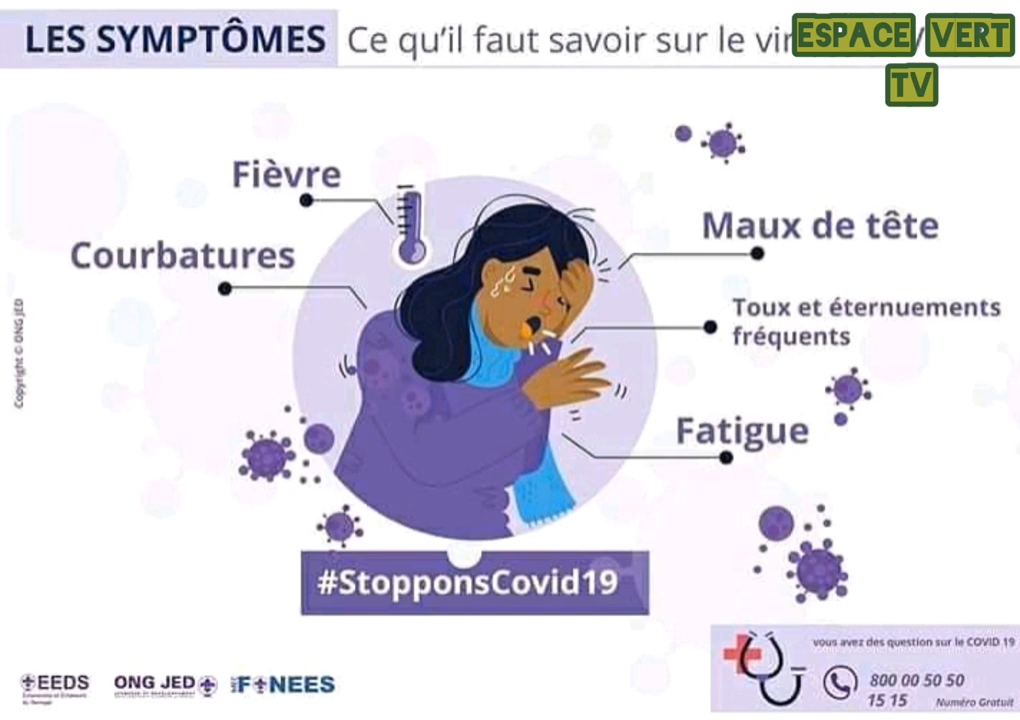 LES SYMPTÔMES Ce qu'il faut savoir sur le vir
ESPACE VERT
TV
Fièvre
Maux de tête
Courbatures
Toux et éternuements
fréquents
Fatigue
Copyright © ONG JED
#StopponsCovid19
vous avez des question sur le COVID 19
800 00 50 50
15 15 Numéro Gratuit
EEDS
ONG JED
FONEES